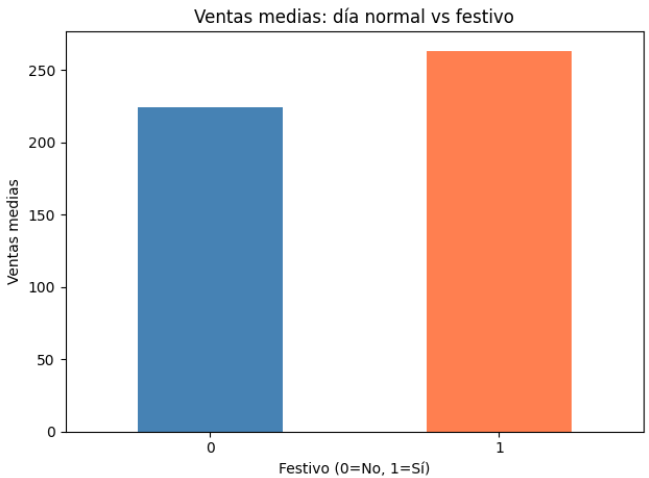 Ventas medias: día normal vs festivo
Ventas medias
250
200
150
100
50
0
0
1
Festivo (0=No, 1=Sí)